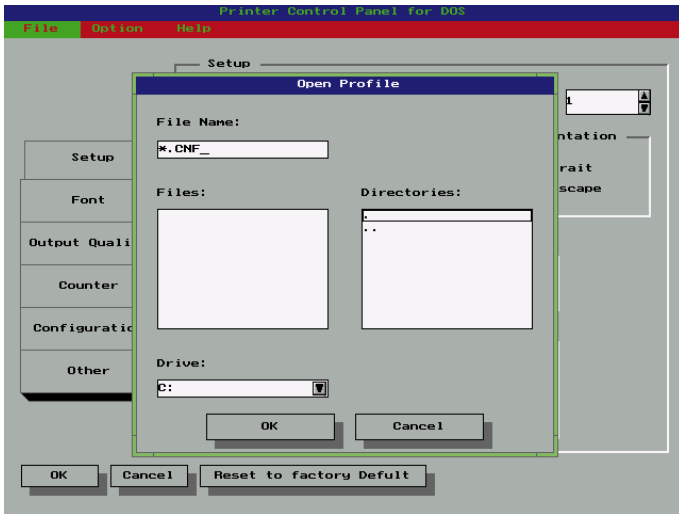 Printer Control Panel for DOS
File Option Help
Setup
Open Profile
1
File Name:
*.CNF_
ntation
Setup
rait
Files:
Directories:
scape
Font
.
..
Output Quali
Counter
Configuratio
Drive:
Other
C:
OK Cancel
OK Cancel Reset to factory Defult